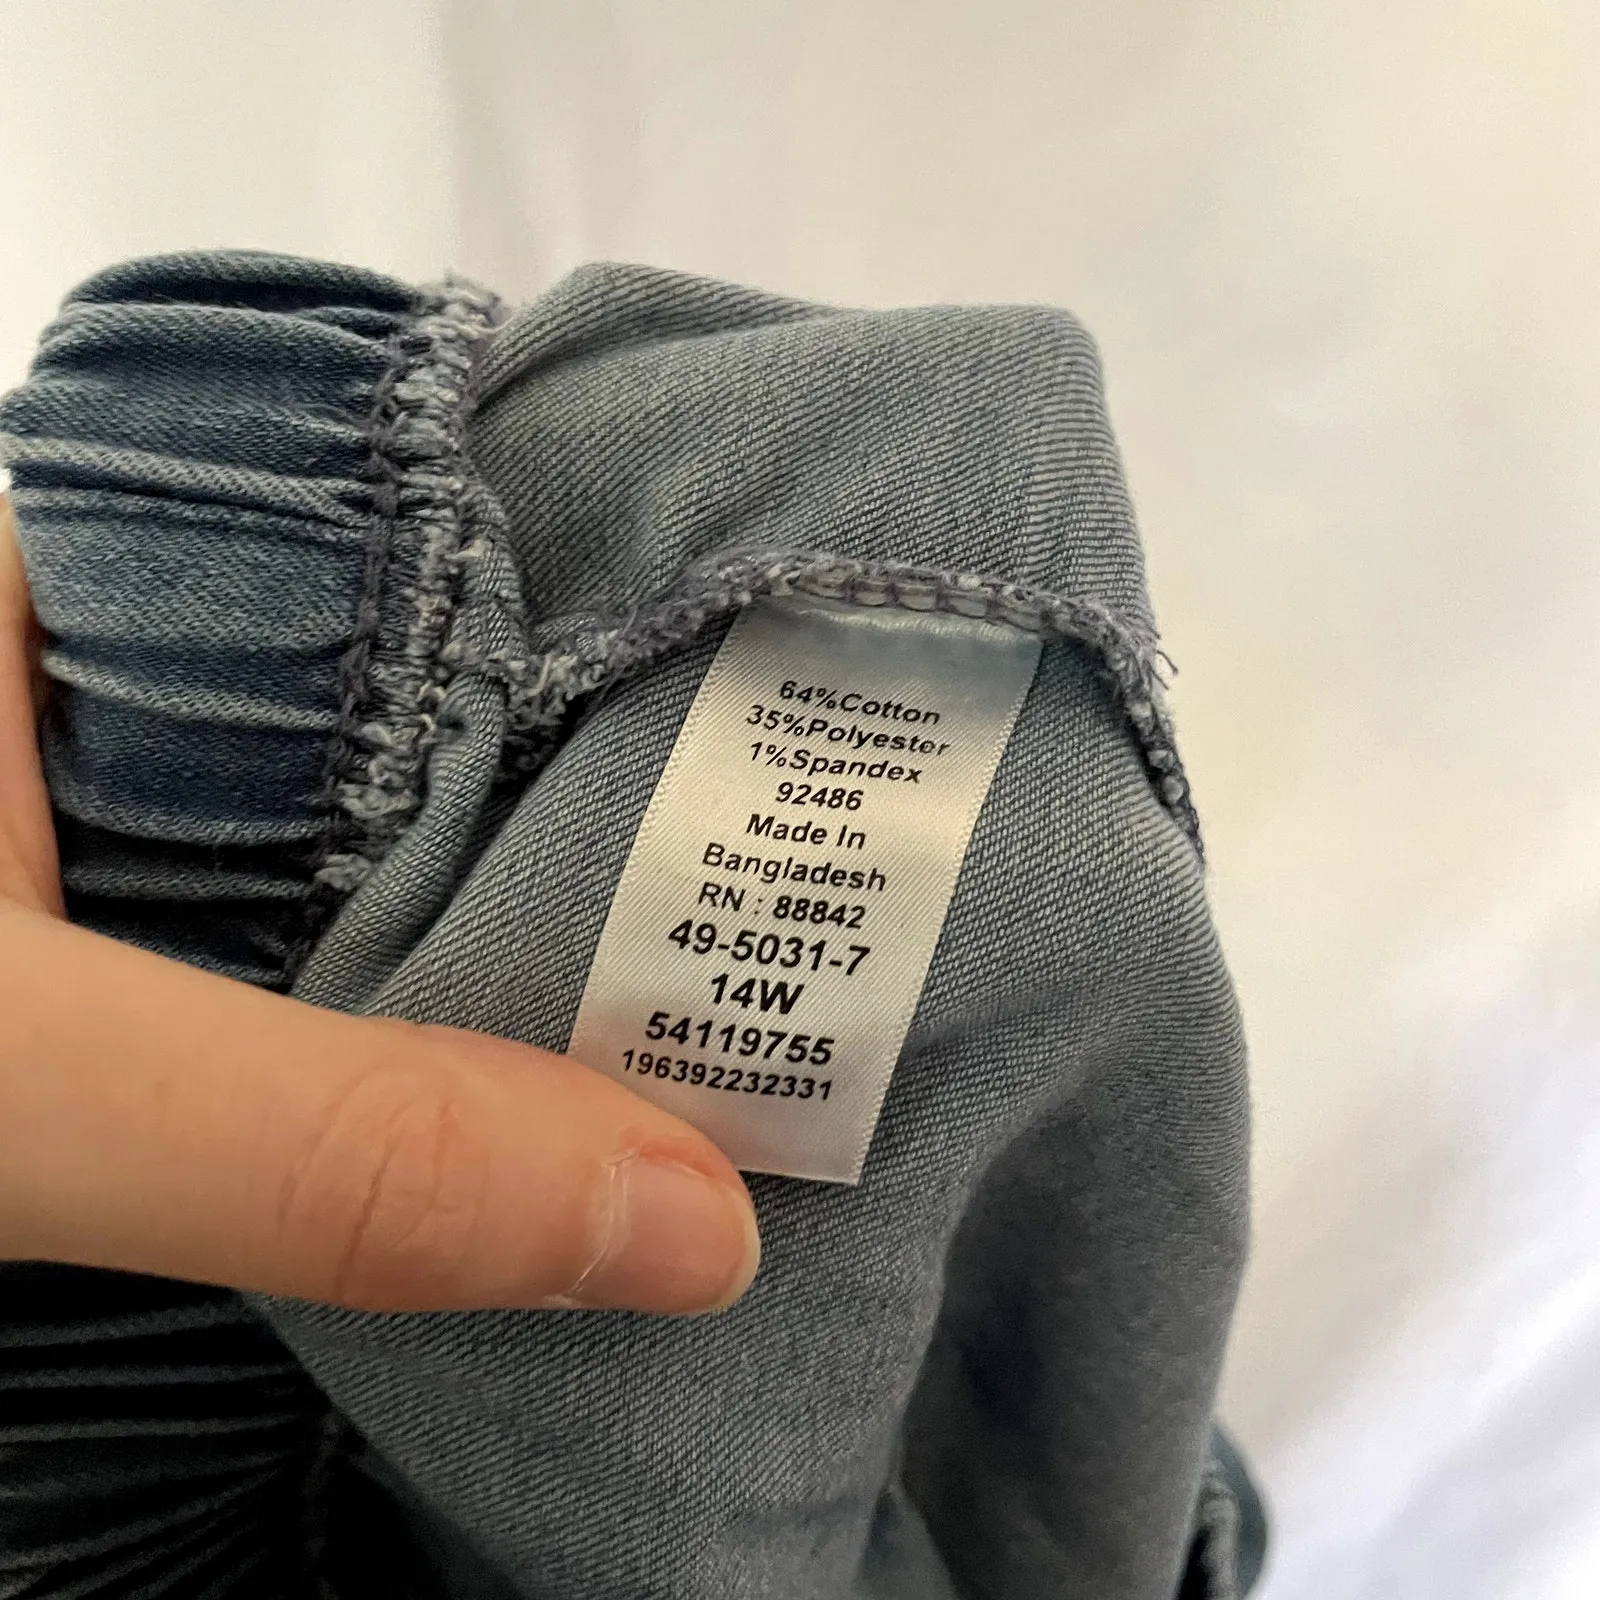 64%Cotton
35%Polyester
1%Spandex
92486
Made In
Bangladesh
RN : 88842
49-5031-7
14W
54119755
196392232331